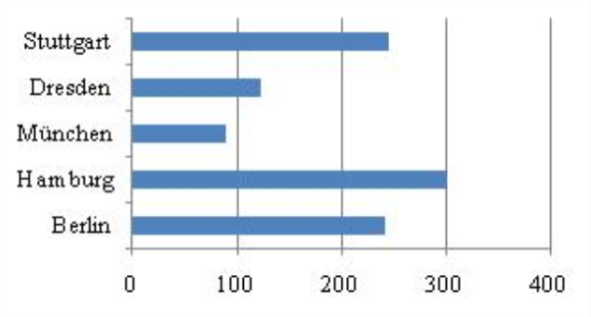 Stuttgart
Dresden
München
Hamburg
Berlin
0 100 200 300 400